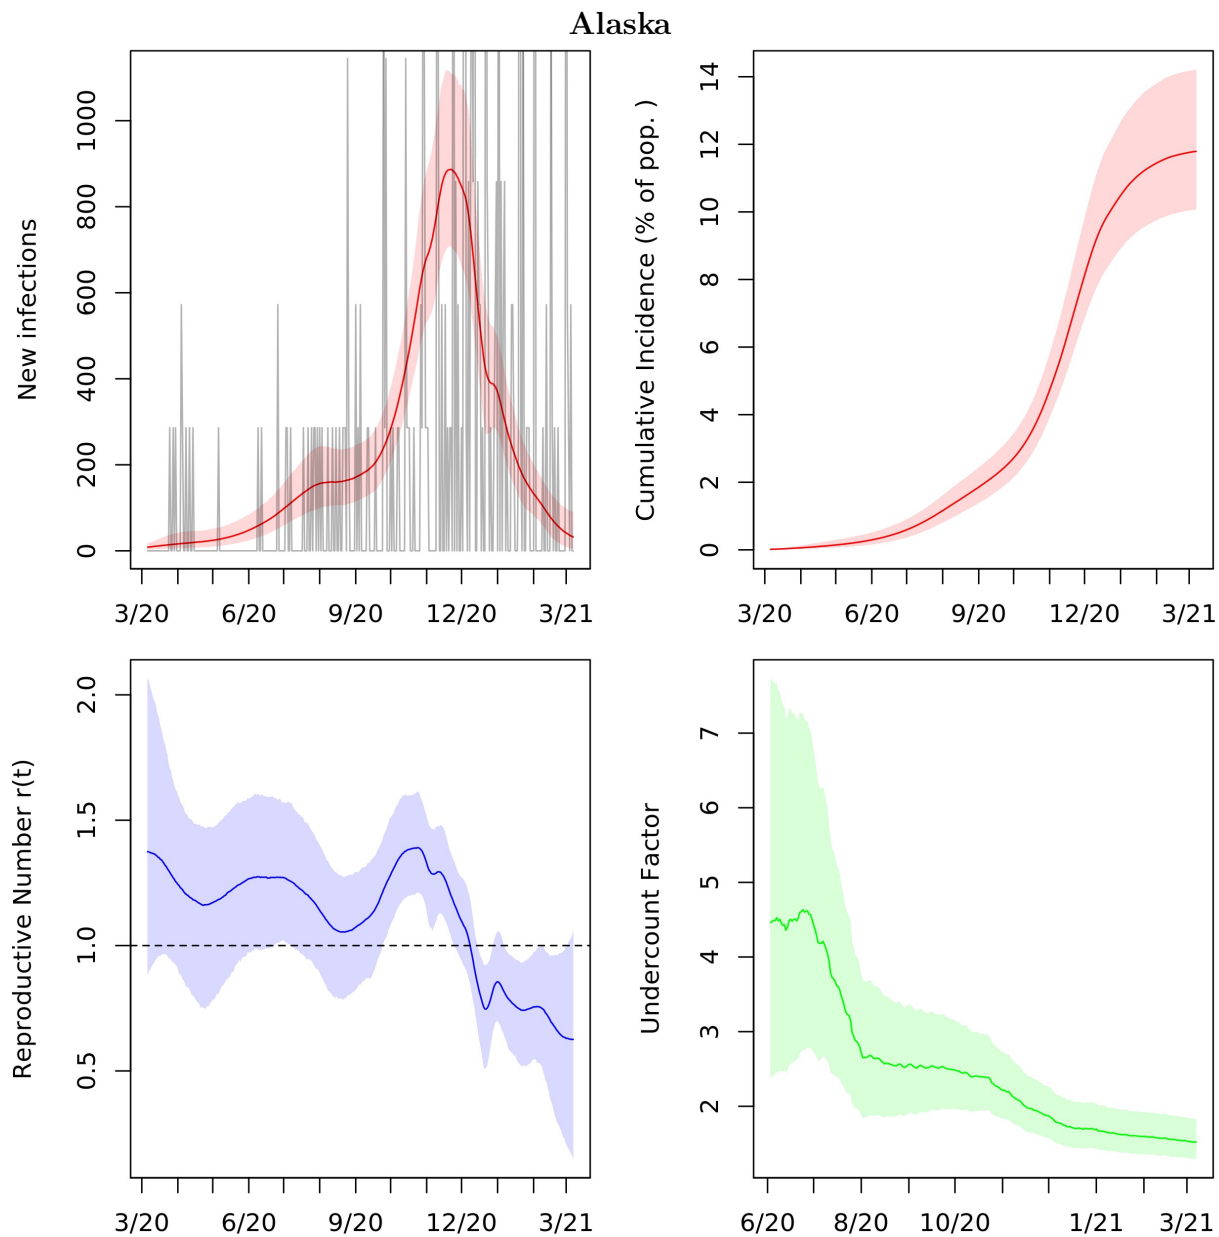 Alaska
New infections
0
200
400
600
800
1000
3/20 6/20 9/20 12/20 3/21
Cumulative Incidence (% of pop. )
0
2
4
6
8
10
12
14
3/20 6/20 9/20 12/20 3/21
Reproductive Number r(t)
0.5
1.0
1.5
2.0
3/20 6/20 9/20 12/20 3/21
Undercount Factor
2
3
4
5
6
7
6/20 8/20 10/20 1/21 3/21